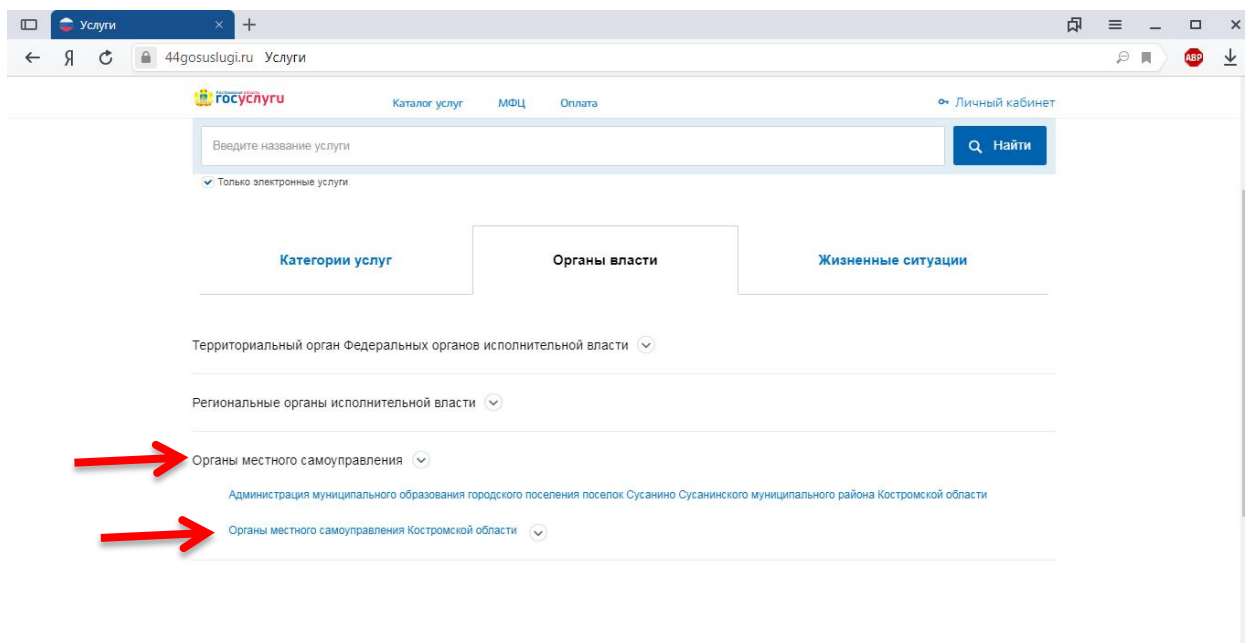 Услуги
Я
44gosuslugi.ru Услуги
ABP
Костромская область
госуслуги
Каталог услуг
МФЦ
Оплата
Личный кабинет
Введите название услуги
Найти
Только электронные услуги
Категории услуг
Органы власти
Жизненные ситуации
Территориальный орган Федеральных органов исполнительной власти
Региональные органы исполнительной власти
Органы местного самоуправления
Администрация муниципального образования городского поселения поселок Сусанино Сусанинского муниципального района Костромской области
Органы местного самоуправления Костромской области